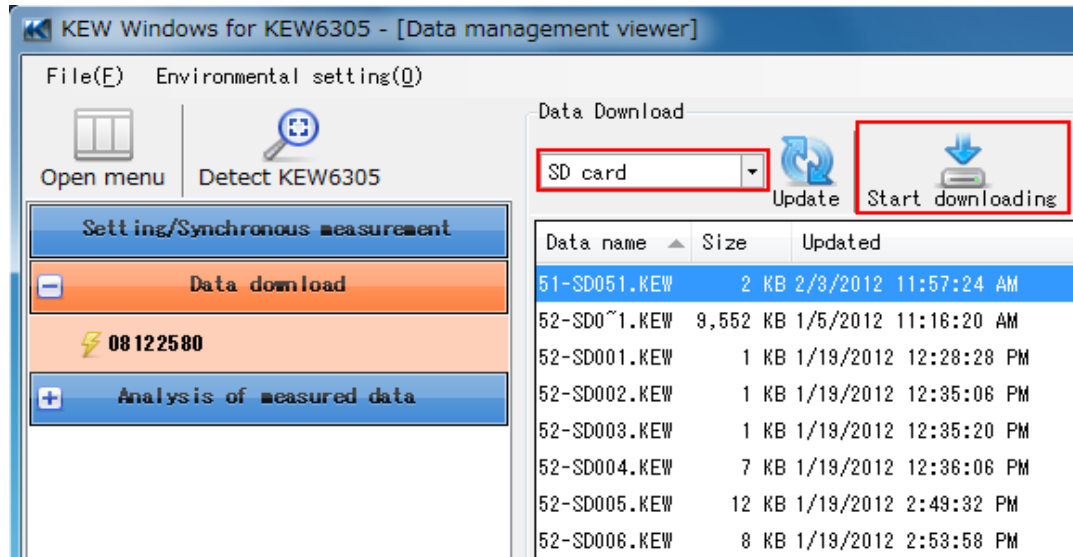 KEW Windows for KEW6305 - [Data management viewer]
File(F) Environmental setting(O)
Open menu
Detect KEW6305
Setting/Synchronous measurement
Data download
08122580
Analysis of measured data
Data Download
SD card
Update
Start downloading
Data name Size Updated
51-SD051.KEW 2 KB 2/3/2012 11:57:24 AM
52-SD0~1.KEW 9,552 KB 1/5/2012 11:16:20 AM
52-SD001.KEW 1 KB 1/19/2012 12:28:28 PM
52-SD002.KEW 1 KB 1/19/2012 12:35:06 PM
52-SD003.KEW 1 KB 1/19/2012 12:35:20 PM
52-SD004.KEW 7 KB 1/19/2012 12:36:06 PM
52-SD005.KEW 12 KB 1/19/2012 2:49:32 PM
52-SD006.KEW 8 KB 1/19/2012 2:53:58 PM